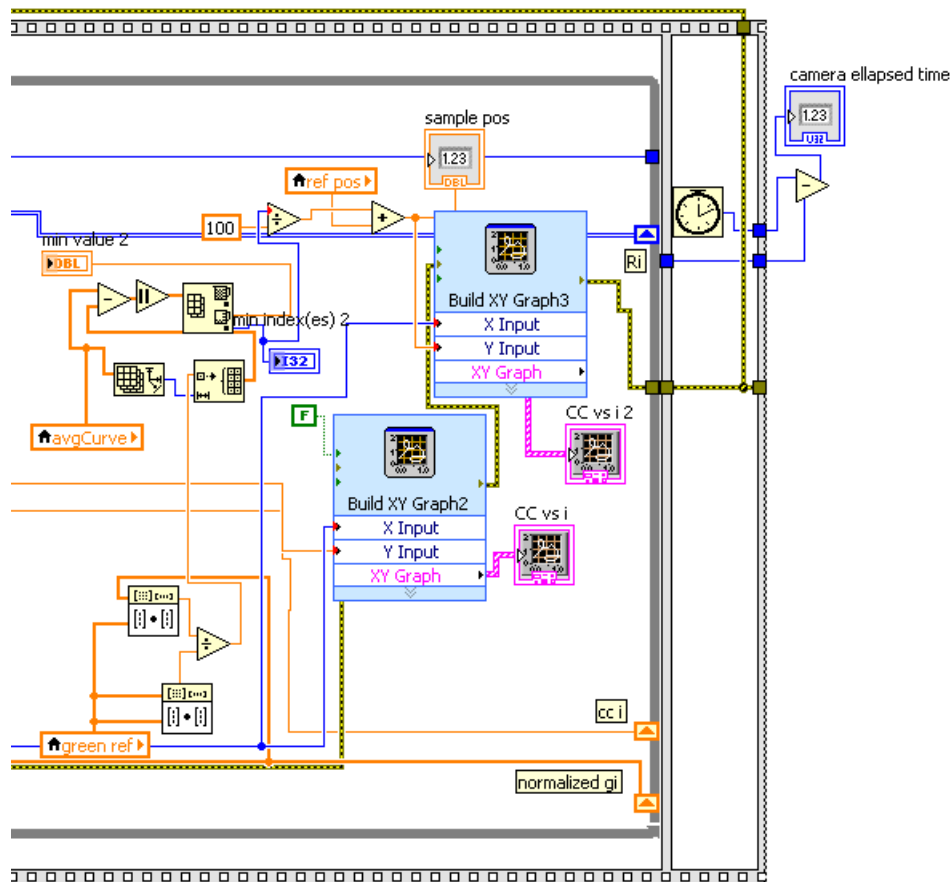 camera ellapsed time
1.23
U32
sample pos
1.23
DBL
ref pos
100
min value 2
DBL
Ri
Build XY Graph3
min index(es) 2
X Input
I32
Y Input
XY Graph
F
CC vs i 2
avgCurve
Build XY Graph2
CC vs i
X Input
Y Input
XY Graph
cc i
green ref
normalized gi